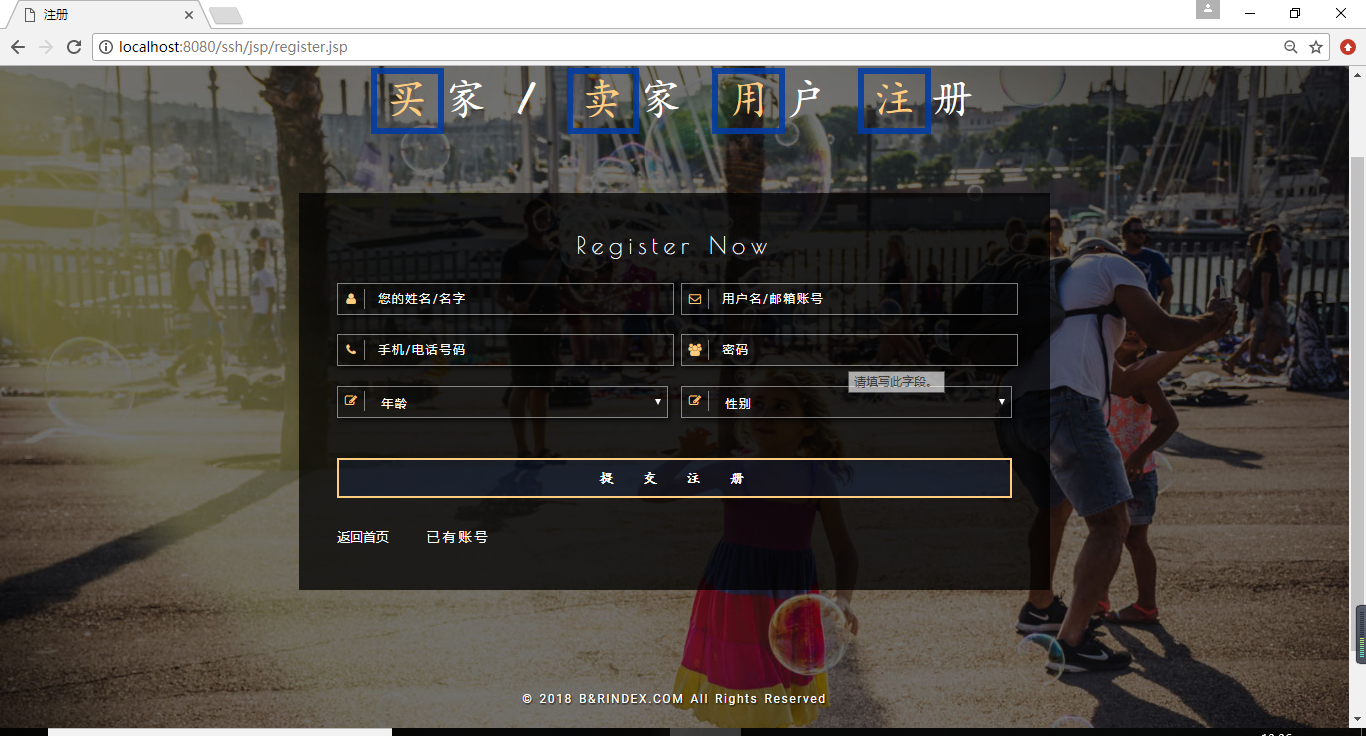 注册
localhost:8080/ssh/jsp/register.jsp
买家 / 卖家 用户 注册
Register Now
您的姓名/名字 用户名/邮箱账号
手机/电话号码 密码
请填写此字段。
年龄 性别
提 交 注 册
返回首页 已有账号
© 2018 B&RINDEX.COM All Rights Reserved